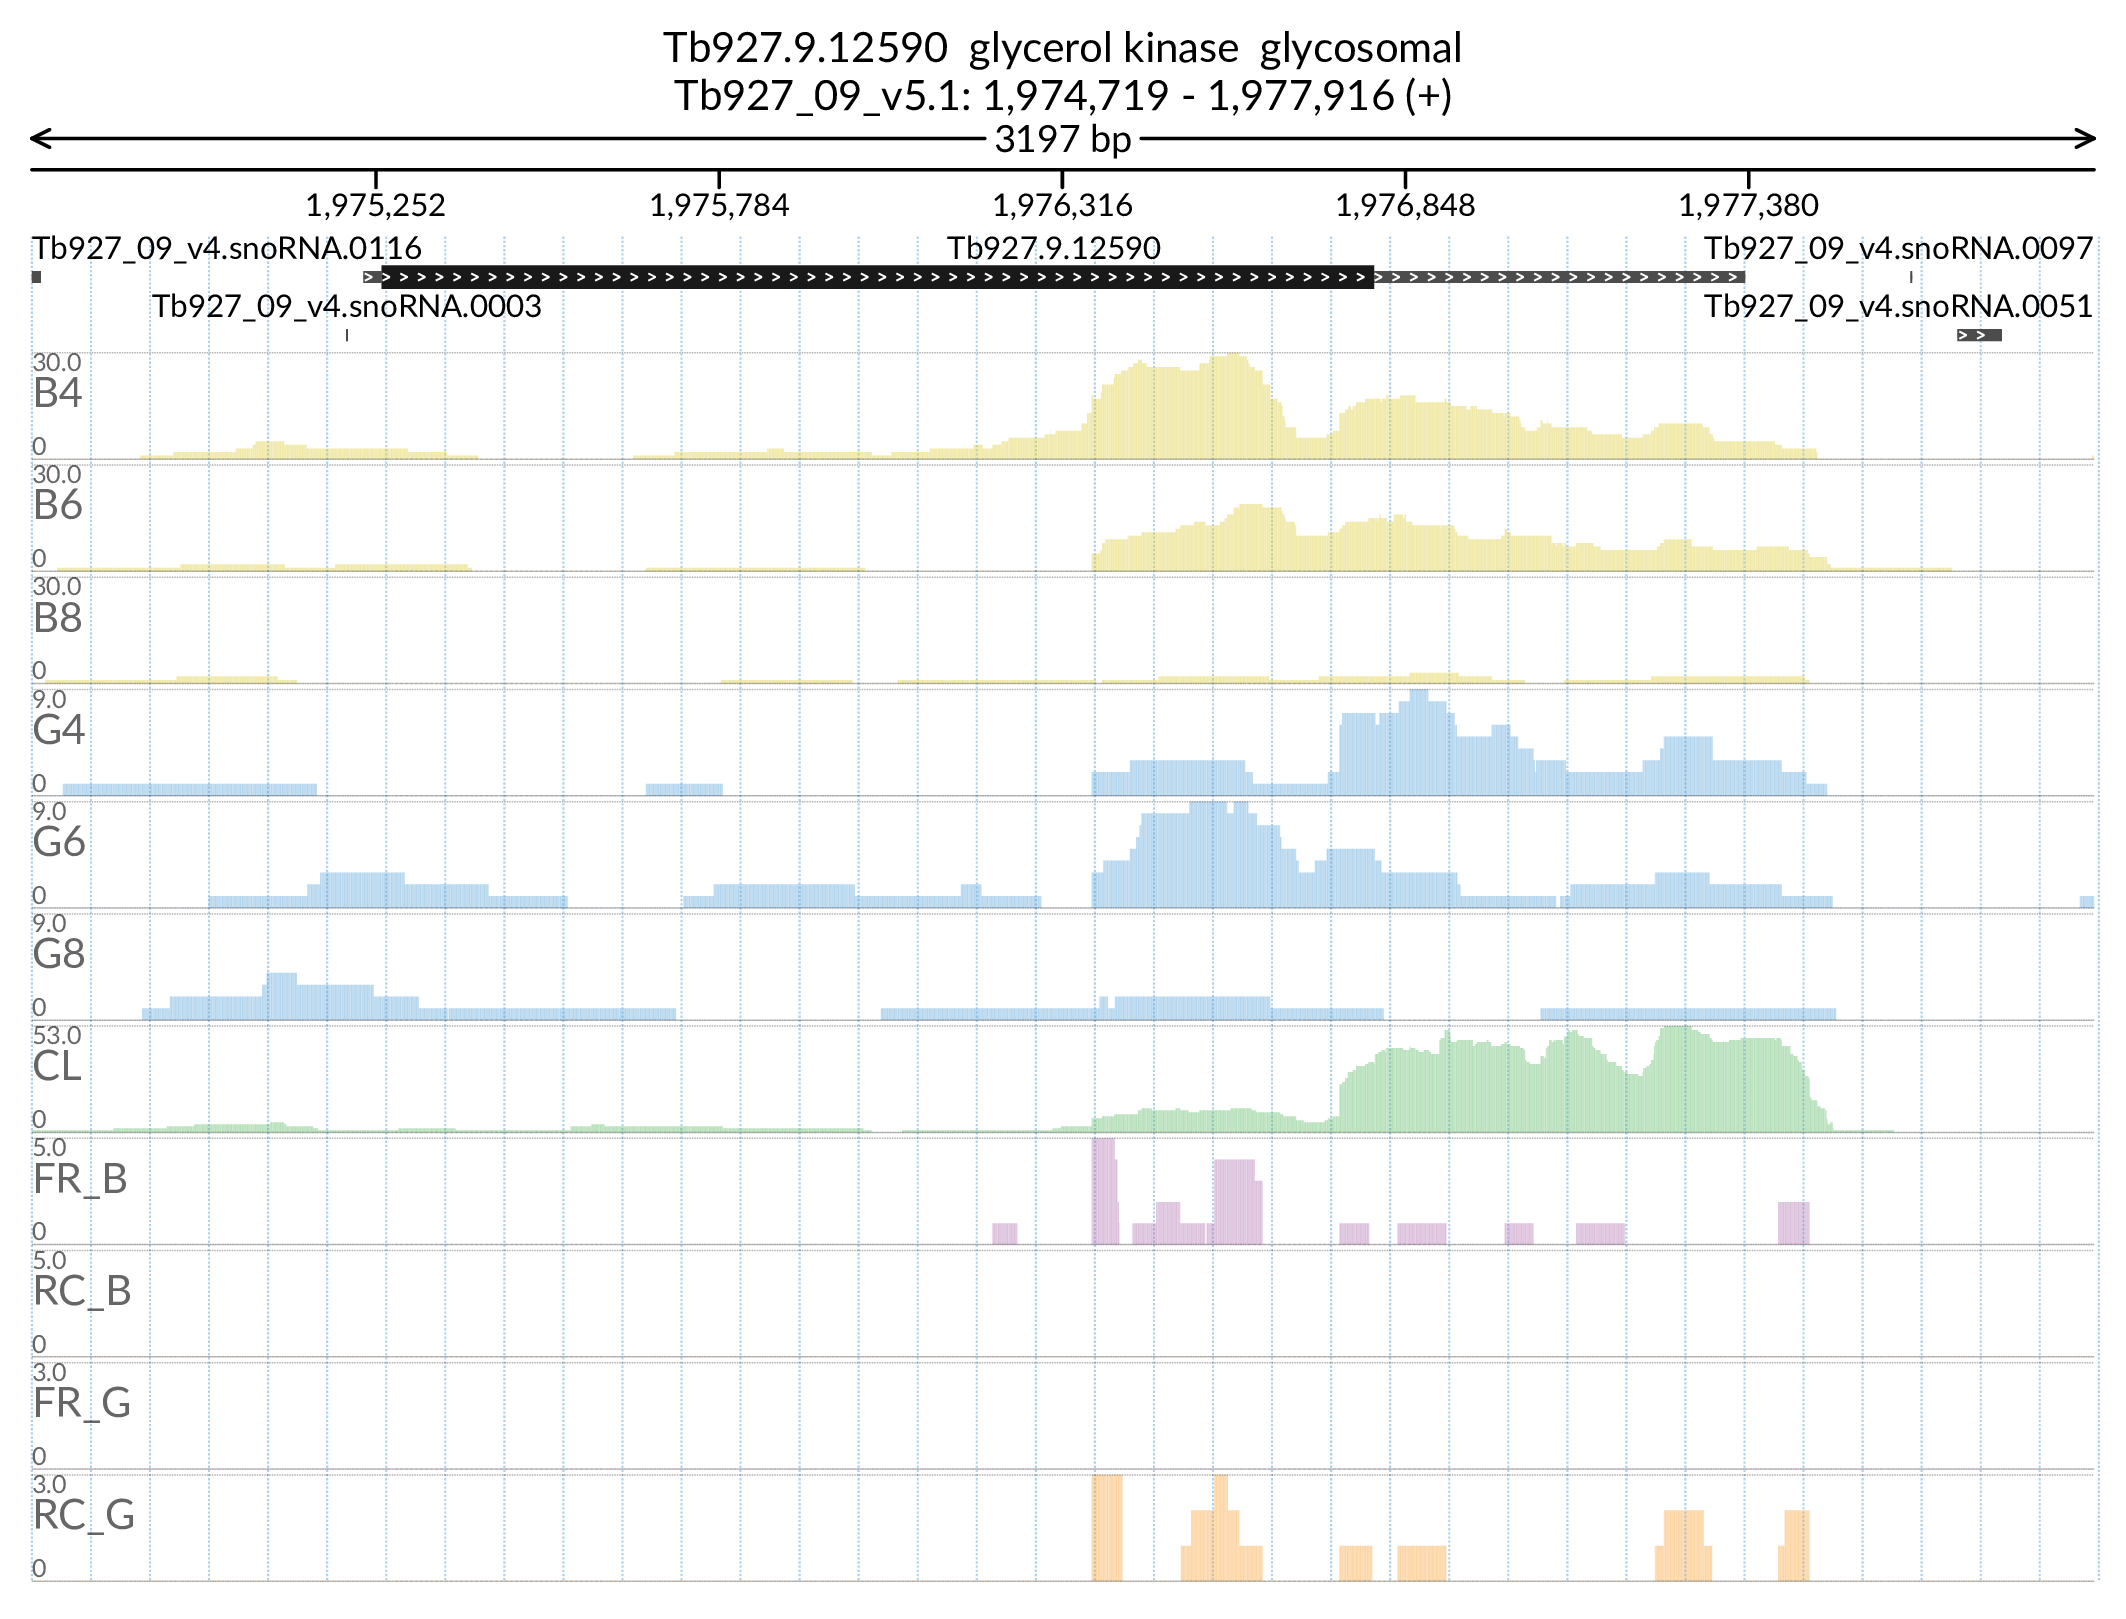 Tb927.9.12590 glycerol kinase glycosomal
Tb927_09_v5.1: 1,974,719 - 1,977,916 (+)
3197 bp
1,975,252 1,975,784 1,976,316 1,976,848 1,977,380
Tb927_09_v4.snoRNA.0116 Tb927.9.12590 Tb927_09_v4.snoRNA.0097
Tb927_09_v4.snoRNA.0003 Tb927_09_v4.snoRNA.0051
30.0
B4
0
30.0
B6
0
30.0
B8
0
9.0
G4
0
9.0
G6
0
9.0
G8
0
53.0
CL
0
5.0
FR_B
0
5.0
RC_B
0
3.0
FR_G
0
3.0
RC_G
0